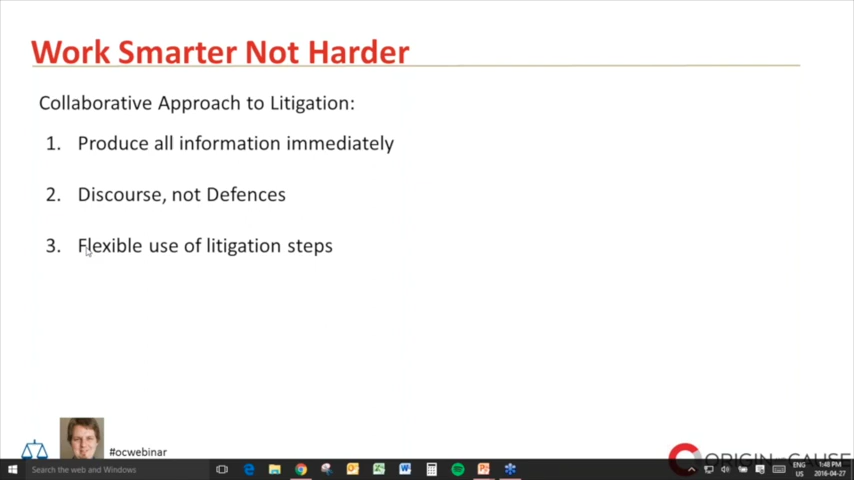 Work Smarter Not Harder
Collaborative Approach to Litigation:
1. Produce all information immediately
2. Discourse, not Defences
3. Flexible use of litigation steps
#ocwebinar
ORIGIN CAUSE
Search the web and Windows
ENG
US
1:48 PM
2016-04-27